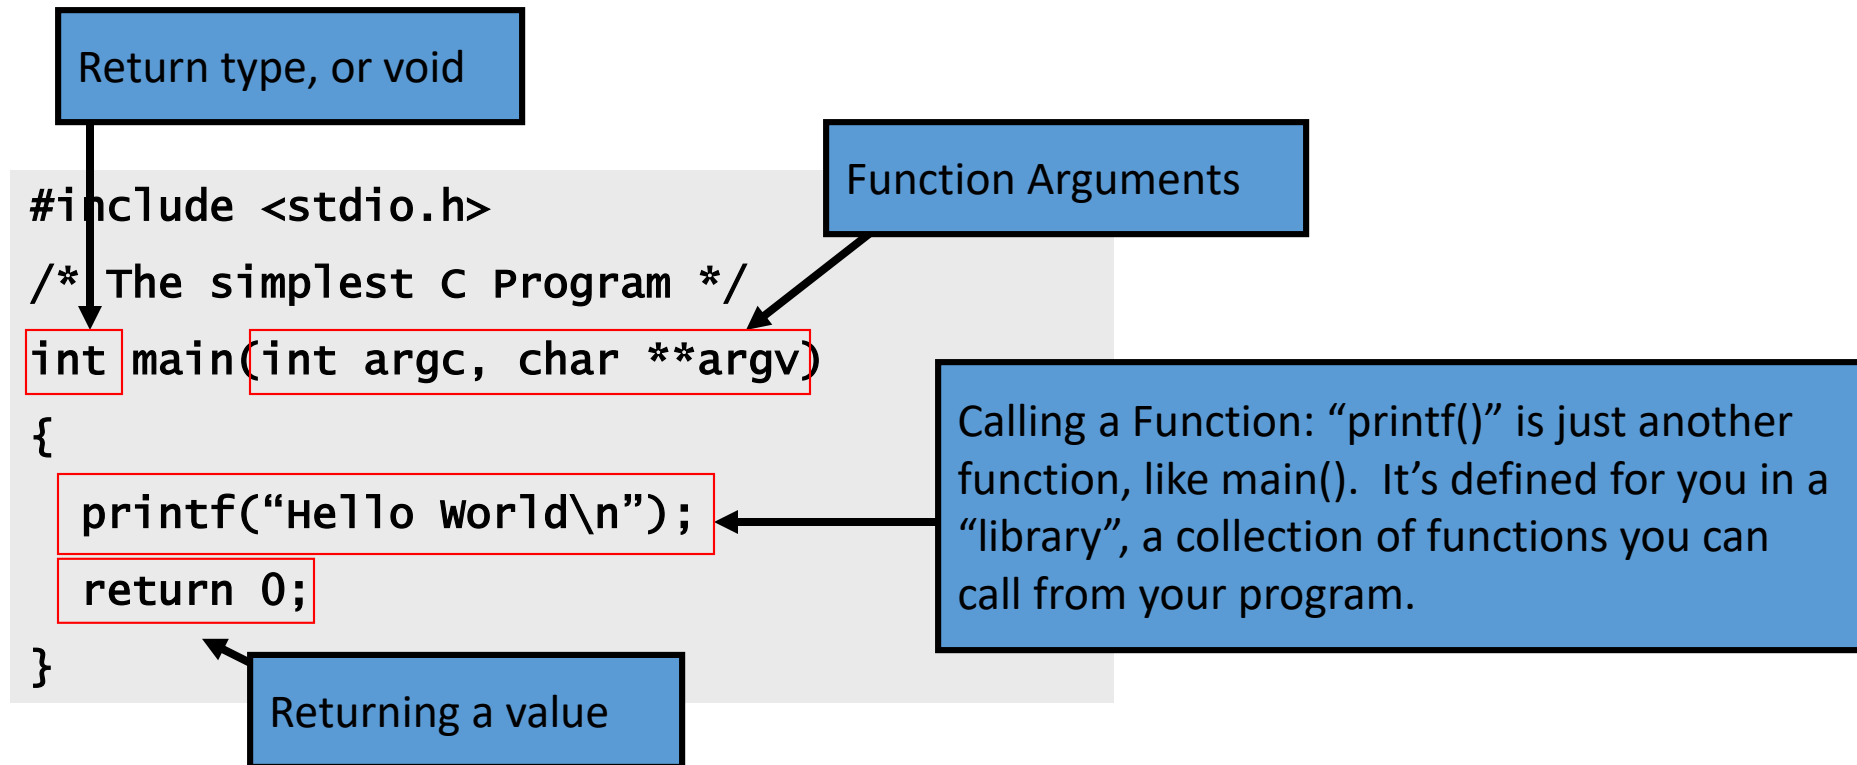 Return type, or void
Function Arguments
#include <stdio.h>
/* The simplest C Program */
int main(int argc, char **argv)
{
printf(“Hello World\n”);
return 0;
}
Calling a Function: “printf()” is just another
function, like main().  It’s defined for you in a
“library”, a collection of functions you can
call from your program.
Returning a value